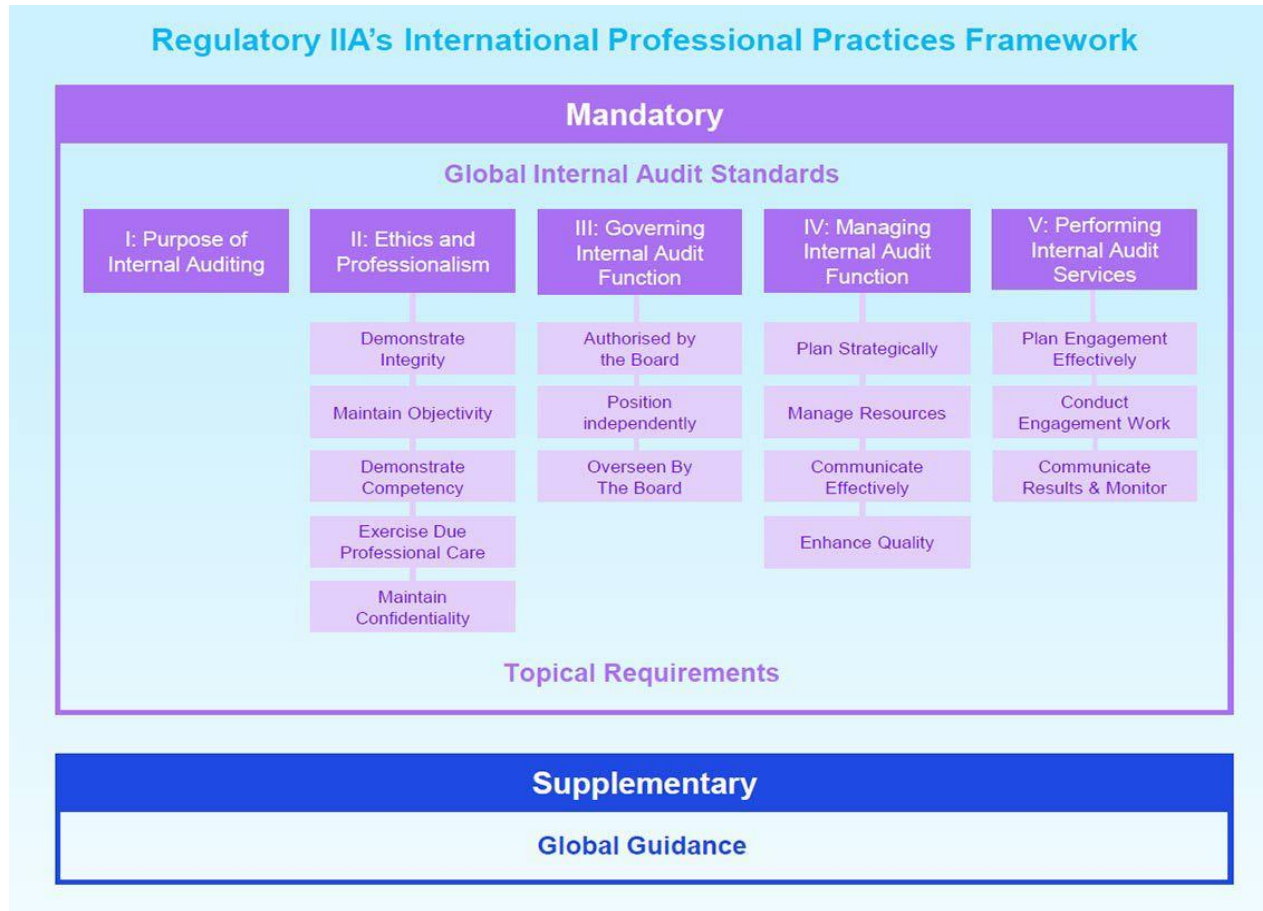 Regulatory IIA's International Professional Practices Framework
Mandatory
Global Internal Audit Standards
I: Purpose of
Internal Auditing
II: Ethics and
Professionalism
Demonstrate
Integrity
Maintain Objectivity
Demonstrate
Competency
Exercise Due
Professional Care
Maintain
Confidentiality
III: Governing
Internal Audit
Function
Authorised by
the Board
Position
independently
Overseen By
The Board
IV: Managing
Internal Audit
Function
Plan Strategically
Manage Resources
Communicate
Effectively
Enhance Quality
V: Performing
Internal Audit
Services
Plan Engagement
Effectively
Conduct
Engagement Work
Communicate
Results & Monitor
Topical Requirements
Supplementary
Global Guidance